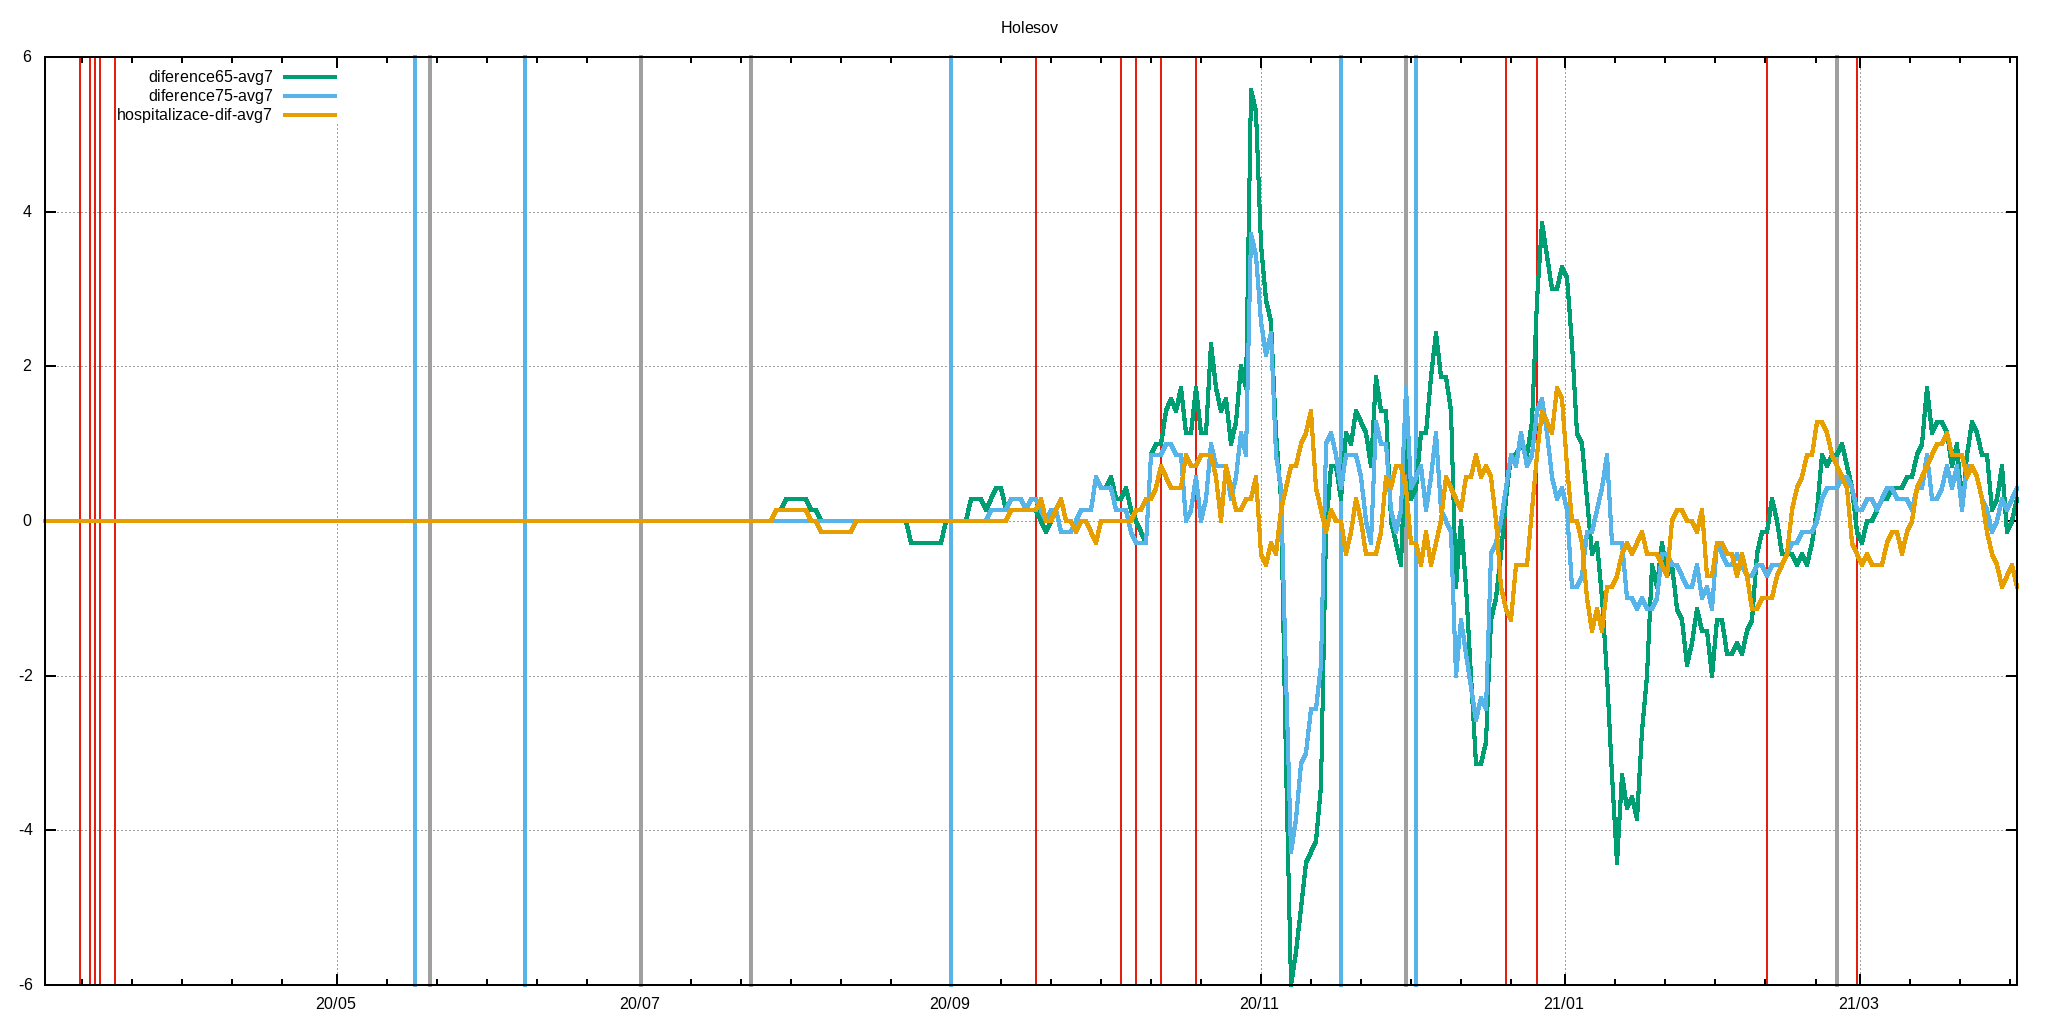 Holesov
6
diference65-avg7
diference75-avg7
hospitalizace-dif-avg7
4
2
0
-2
-4
-6
20/05 20/07 20/09 20/11 21/01 21/03